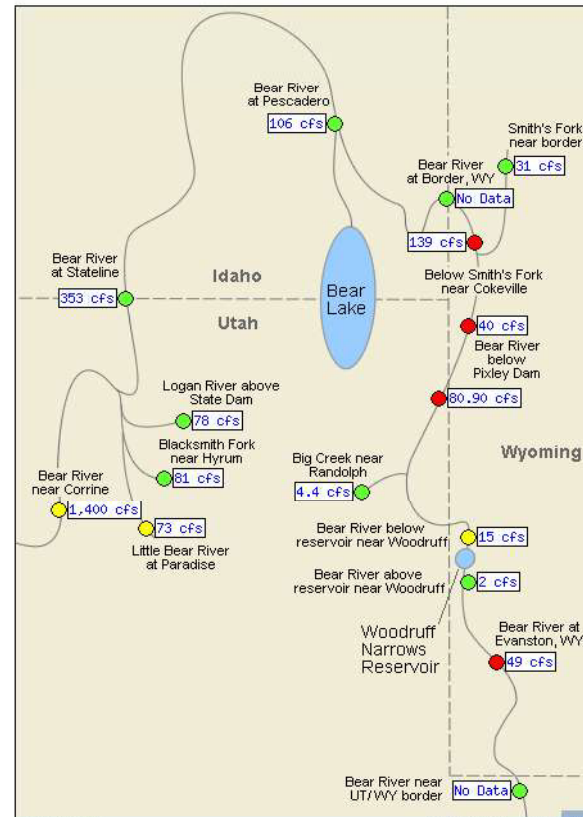 Bear River
at Pescadero
106 cfs
Smith's Fork
near border
31 cfs
Bear River
at Border, WY
No Data
139 cfs
Below Smith's Fork
near Cokeville
Bear River
at Stateline
353 cfs
Idaho
Utah
Bear
Lake
40 cfs
Bear River
below
Pixley Dam
80.90 cfs
Wyoming
Logan River above
State Dam
78 cfs
Blacksmith Fork
near Hyrum
81 cfs
Big Creek near
Randolph
4.4 cfs
Bear River
near Corrine
1,400 cfs
73 cfs
Little Bear River
at Paradise
Bear River below
reservoir near Woodruff
15 cfs
Bear River above
reservoir near Woodruff
2 cfs
Woodruff
Narrows
Reservoir
Bear River at
Evanston, WY
49 cfs
Bear River near
UT/WY border
No Data